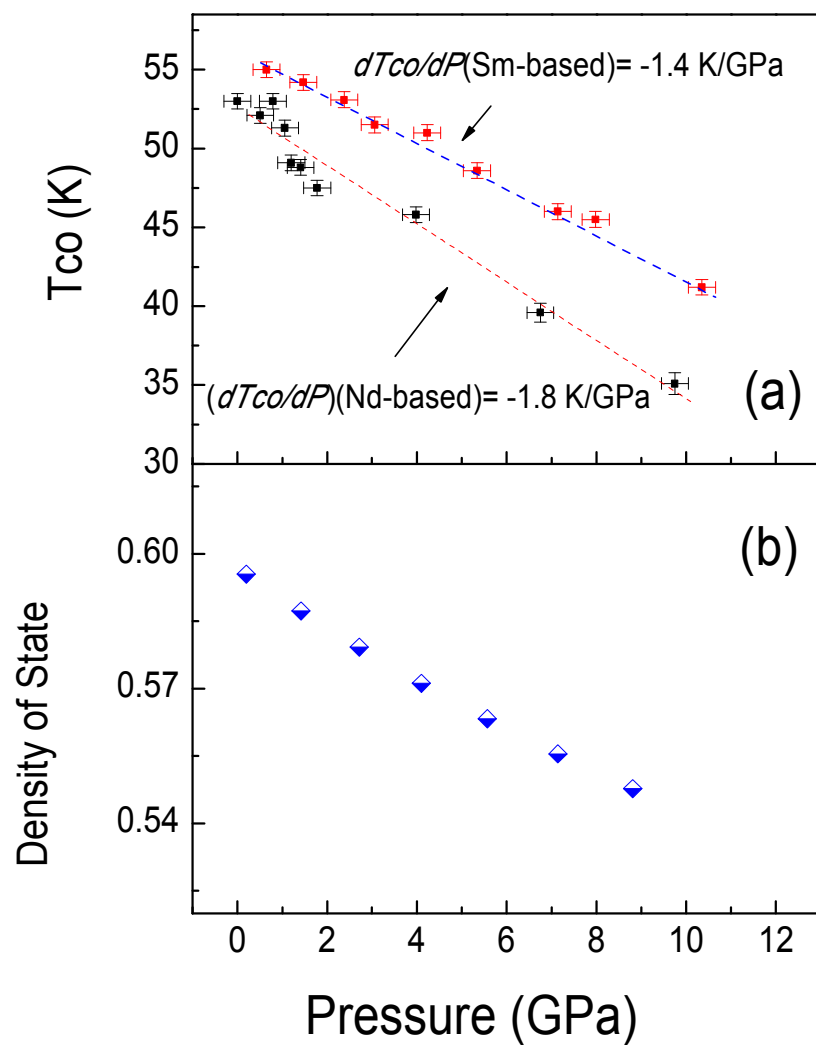 55
50
45
40
35
30
Tco (K)
dTco/dP(Sm-based)= -1.4 K/GPa
(dTco/dP)(Nd-based)= -1.8 K/GPa
(a)
0.60
0.57
0.54
Density of State
(b)
0 2 4 6 8 10 12
Pressure (GPa)